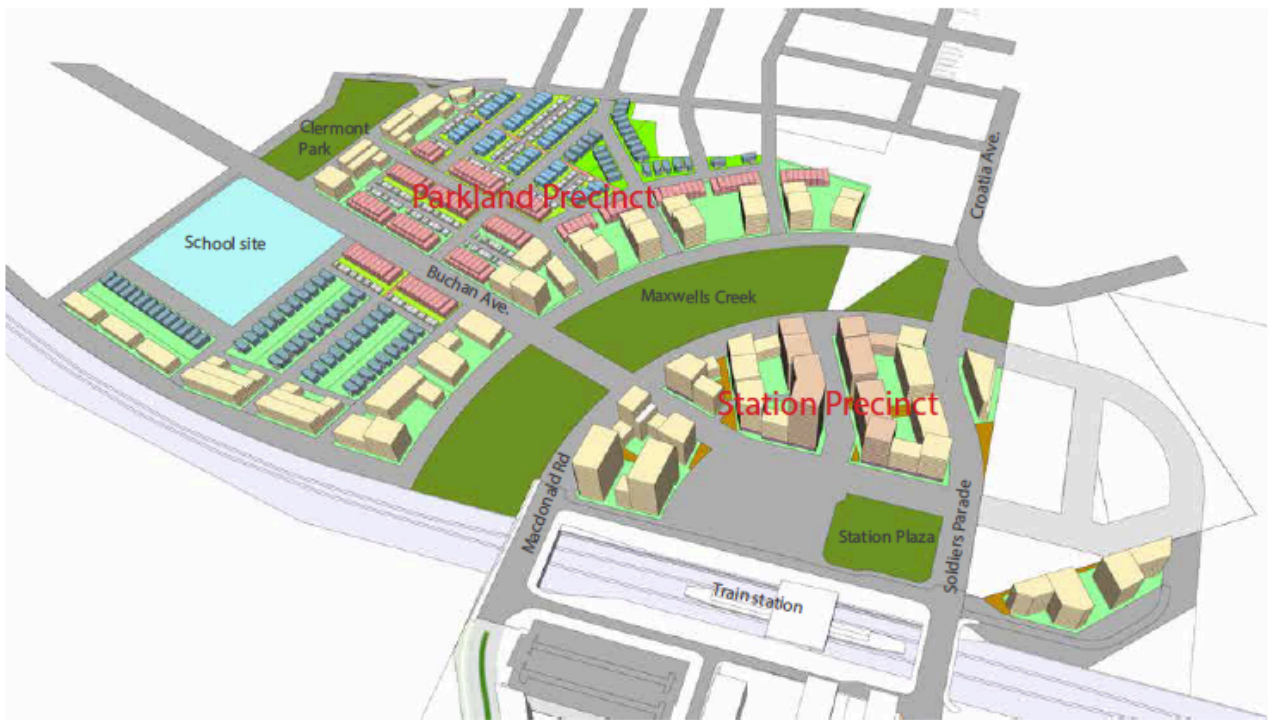 Clermont
Park
Croatia Ave.
Parkland Precinct
School site
Buchan Ave.
Maxwells Creek
Station Precinct
Macdonald Rd
Soldiers Parade
Station Plaza
Train station